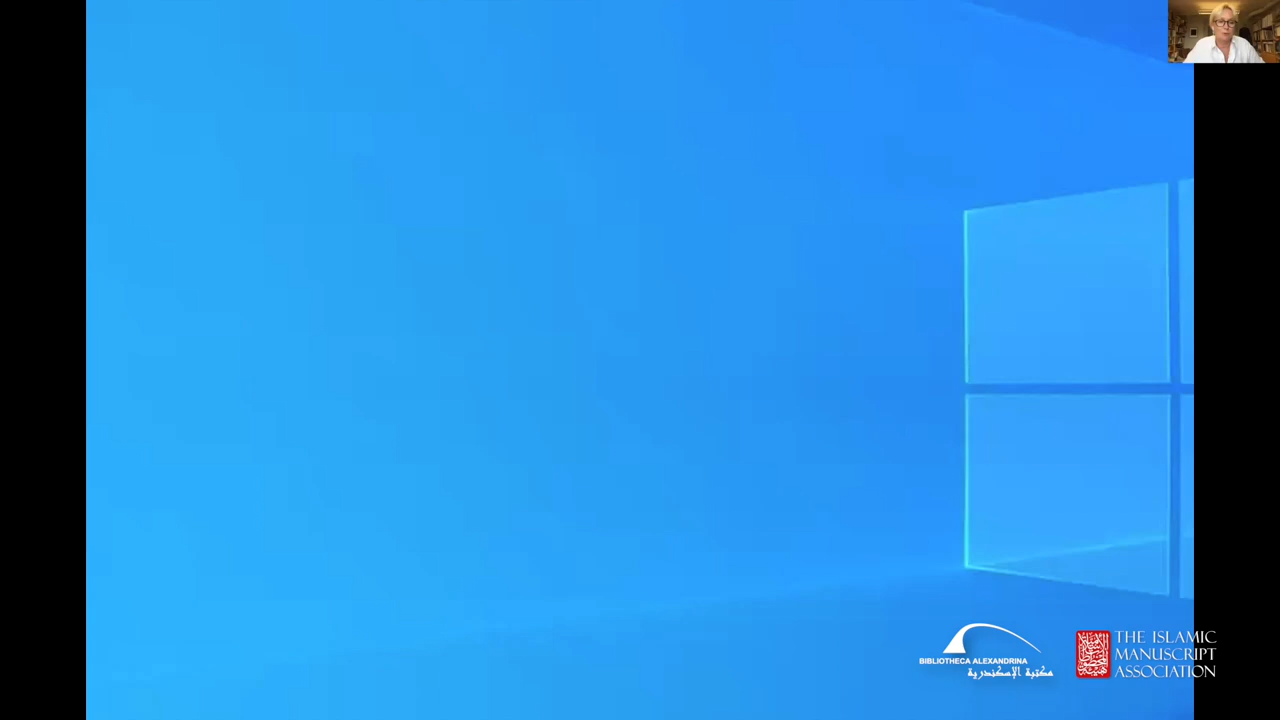 BIBLIOTHECA ALEXANDRINA
مكتبة الإسكندرية
THE ISLAMIC
MANUSCRIPT
ASSOCIATION